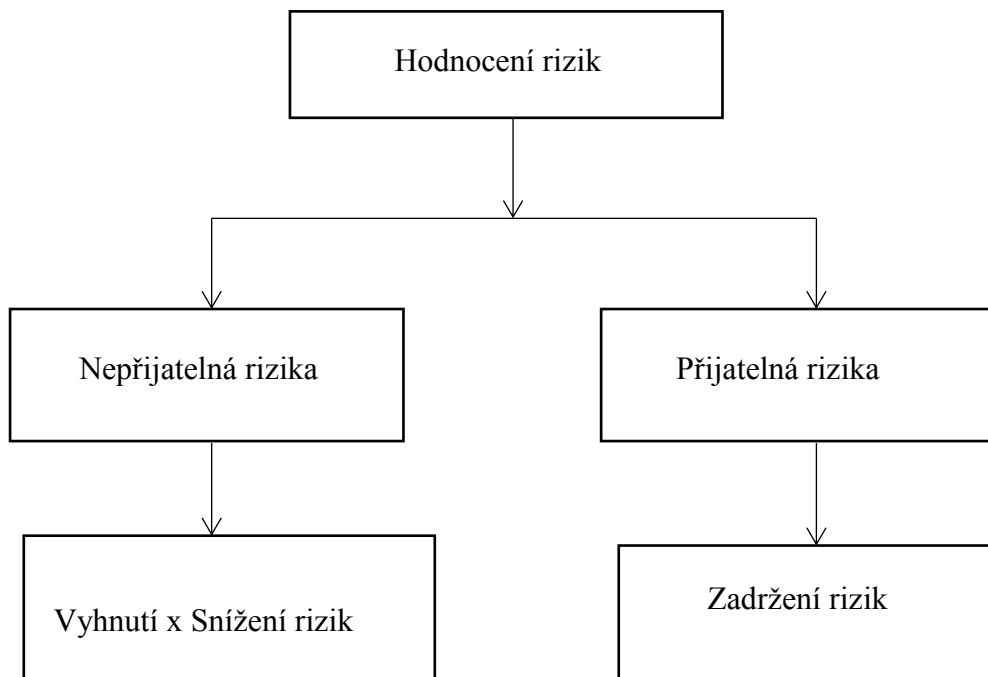 Hodnocení rizik
Nepřijatelná rizika
Přijatelná rizika
Vyhnutí x Snížení rizik
Zadržení rizik